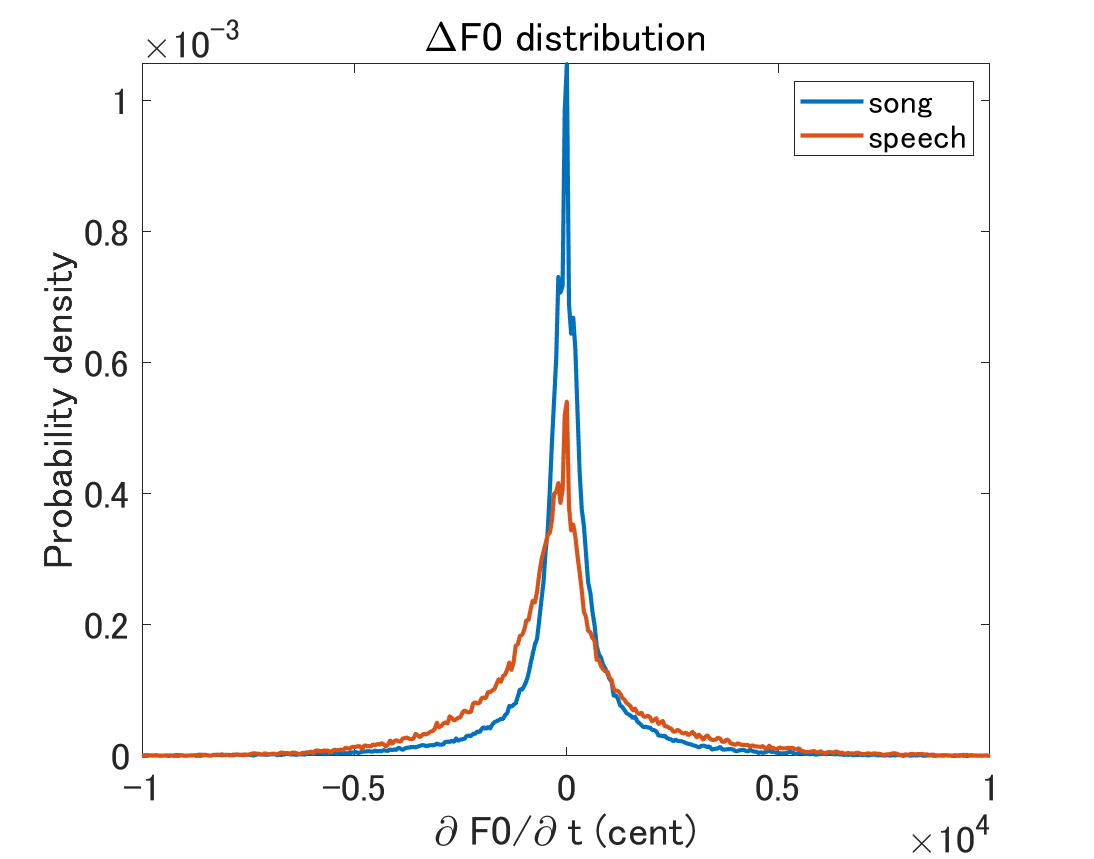 ΔF0 distribution
×10⁻³
1
0.8
0.6
0.4
0.2
0
Probability density
song
speech
-1
-0.5
0
0.5
1
∂ F0/∂ t (cent)
×10⁴